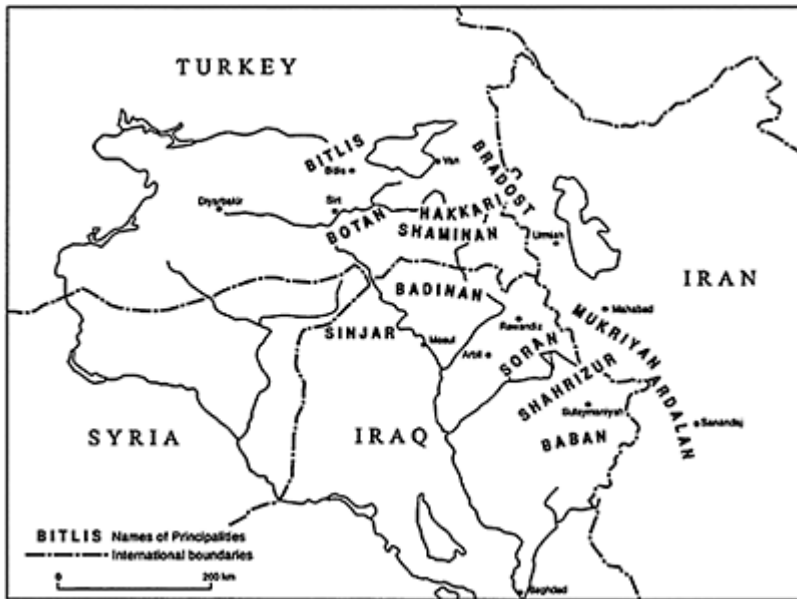 TURKEY
BITLIS
Bitlis
Van
BRADOST
Diyarbakir
Siirt
BOTAN
HAKKARI
SHAMINAN
Urmiah
BADINAN
IRAN
SINJAR
Mosul
Rawandiz
Mahabad
MUKRIYAN
Arbil
SORAN
SHAHRIZUR
ARDALAN
Sulaymaniyah
Sanandaj
SYRIA
IRAQ
BABAN
BITLIS Names of Principalities
International boundaries
0 200 km
Baghdad